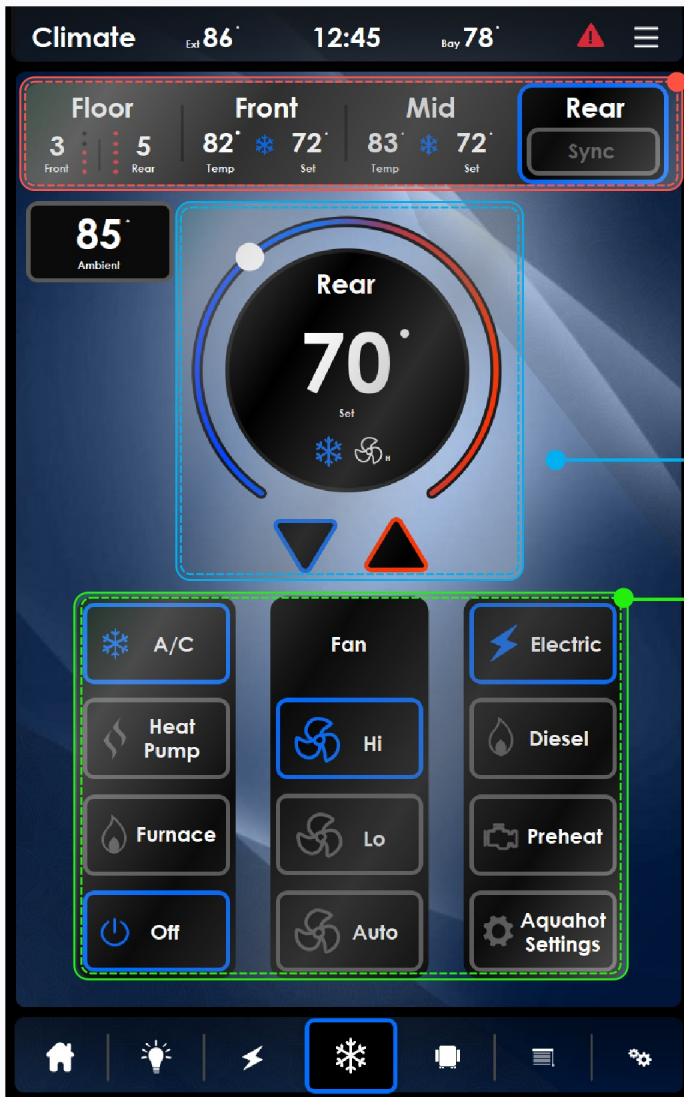 Climate Ext 86° 12:45 Bay 78°
Floor Front Mid Rear
3 5 82° 72° 83° 72° Sync
Front Rear Temp Set Temp Set
85°
Ambient
Rear
70°
Set
H
A/C Fan Electric
Heat Pump Hi Diesel
Furnace Lo Preheat
Off Auto Aquahot Settings